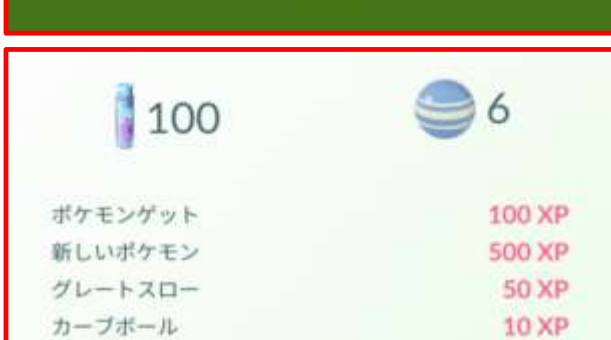 100 6
ポケモンゲット 100 XP
新しいポケモン 500 XP
グレートスロー 50 XP
カーブボール 10 XP